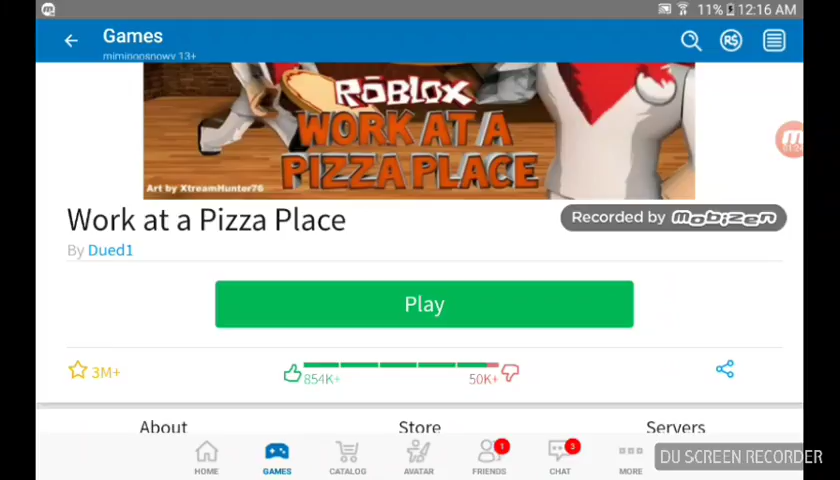 11% 12:16 AM
Games
mimingosnowy 13+
R$
ROBLOX
WORK AT A
PIZZA PLACE
Art by XtreamHunter76
Work at a Pizza Place
Recorded by mobizen
By Dued1
Play
3M+
854K+
50K+
About
Store
Servers
1
3
HOME
GAMES
CATALOG
AVATAR
FRIENDS
CHAT
MORE
DU SCREEN RECORDER